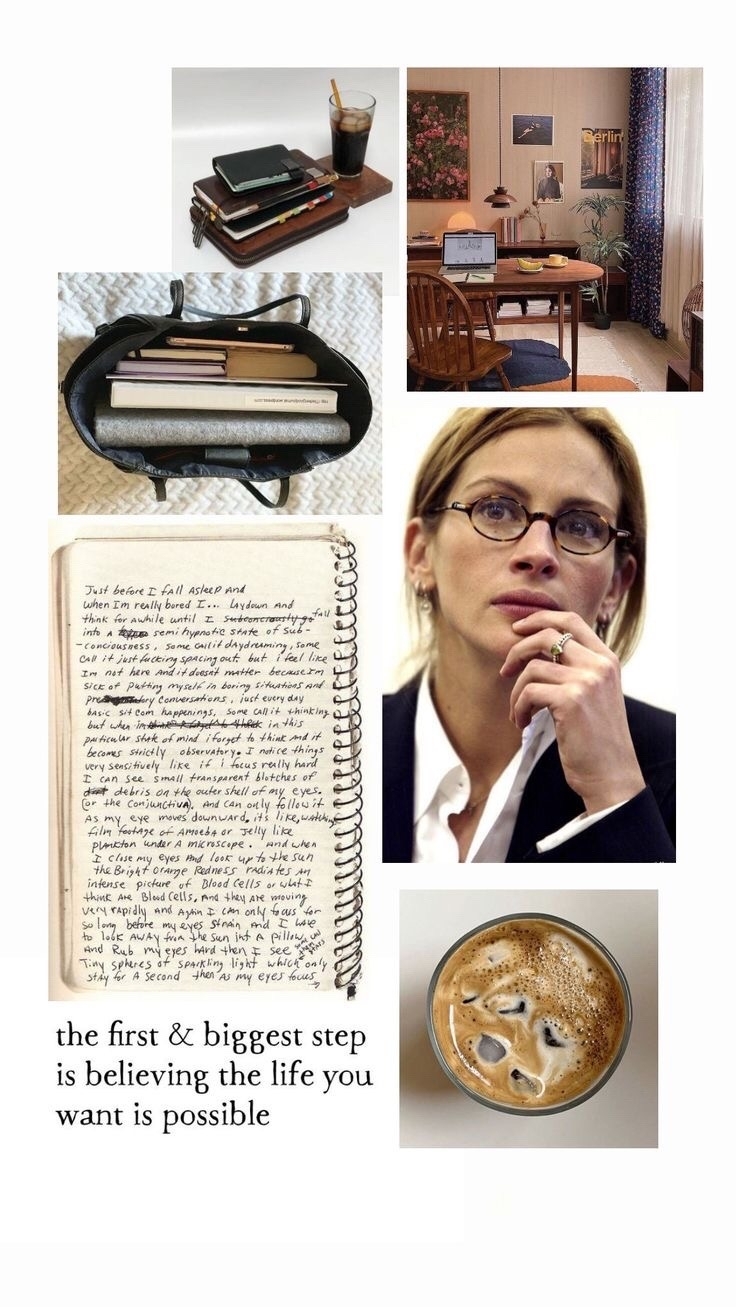 Berlin
Just before I fall ASleeP And
when I'm really bored I... laydown And
think for awhile until I subconciously go fall
into a semi hypnotic state of sub-
-conciousness, some call it daydreaming, some
call it just fucking spacing out. but i feel like
Im not here and it doesnt matter because I'm
sick of putting myself in boring situations and
conversations, just every day
basic sit com happenings, some call it thinking
but when in this
particular state of mind i forget to think And it
becomes strictly observatory. I notice things
very sensitively like if i focus really hard
I can see small transparent blotches of
debris on the outer shell of my eyes.
(or the conjunctiva). And can only follow it
As my eye moves downward. its like, watching
film footage of Amoeba or Jelly like
plankton under A microscope. And when
I close my eyes And look up to the sun
the Bright orange Redness radiates An
intense picture of Blood Cells or what I
think Are Blood Cells. And they are moving
very rapidly And Again I can only focus for
so long before my eyes strain And I have
to look Away from the sun into A pillow
And Rub my eyes hard then I see
Tiny spheres of sparkling light which only
stay for A second then As my eyes focus
the first & biggest step
is believing the life you
want is possible